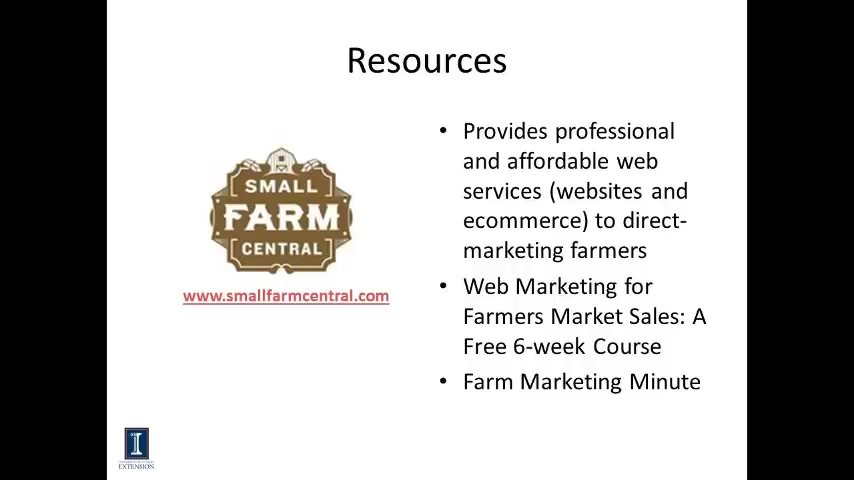 Resources
SMALL
FARM
CENTRAL
www.smallfarmcentral.com
• Provides professional
and affordable web
services (websites and
ecommerce) to direct-
marketing farmers
• Web Marketing for
Farmers Market Sales: A
Free 6-week Course
• Farm Marketing Minute
EXTENSION